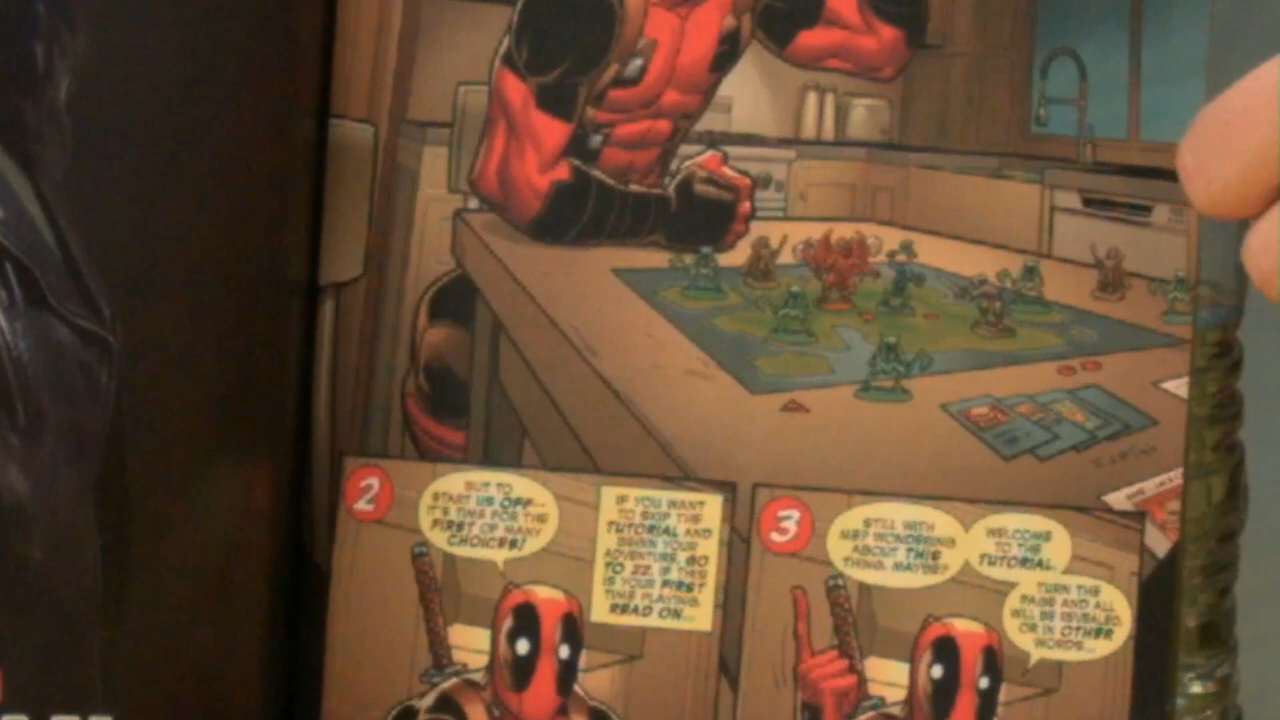 2
BUT TO
START US OFF...
IT'S TIME FOR THE
FIRST OF MANY
CHOICES!
IF YOU WANT
TO SKIP THE
TUTORIAL AND
BEGIN YOUR
ADVENTURE, GO
TO 22. IF THIS
IS YOUR FIRST
TIME PLAYING,
READ ON...
3
STILL WITH
ME? WONDERING
ABOUT THIS
THING, MAYBE?
WELCOME
TO THE
TUTORIAL.
TURN THE
PAGE AND ALL
WILL BE REVEALED.
OR IN OTHER
WORDS...